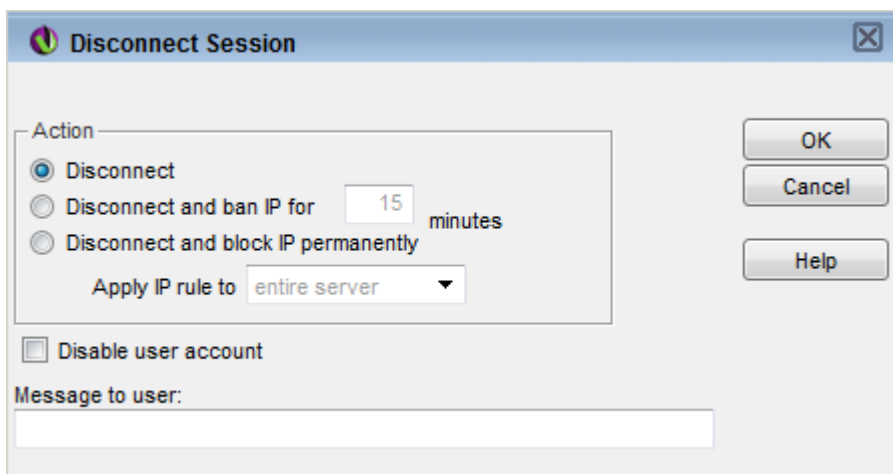 Disconnect Session
Action
Disconnect
Disconnect and ban IP for 15 minutes
Disconnect and block IP permanently
Apply IP rule to entire server
Disable user account
Message to user:
OK
Cancel
Help